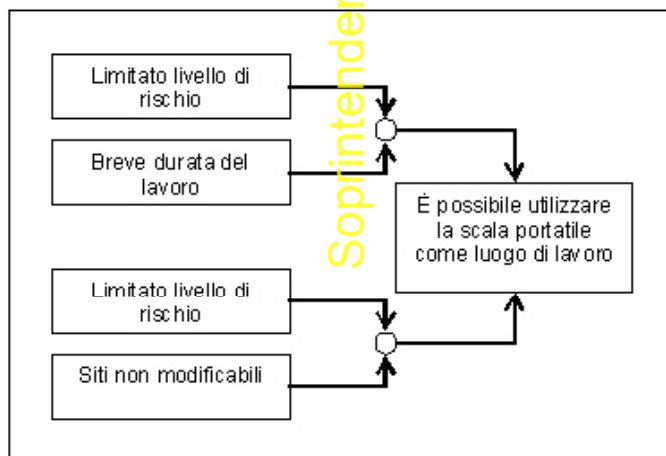 Limitato livello di
rischio
Breve durata del
lavoro
È possibile utilizzare
la scala portatile
come luogo di lavoro
Limitato livello di
rischio
Siti non modificabili